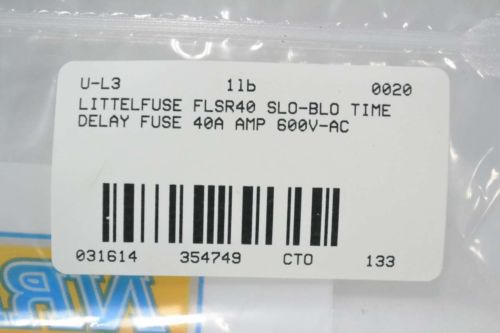 U-L3 1lb 0020
LITTELFUSE FLSR40 SLO-BLO TIME
DELAY FUSE 40A AMP 600V-AC
031614 354749 CTO 133